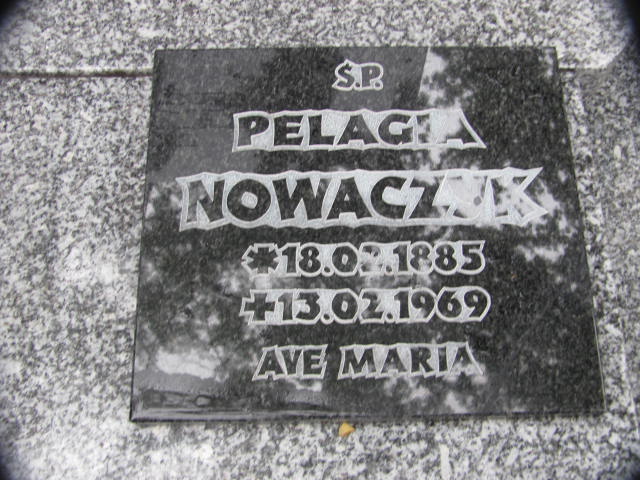 Ś.P.
PELAGIA
NOWACZYK
*18.02.1885
✝13.02.1969
AVE MARIA